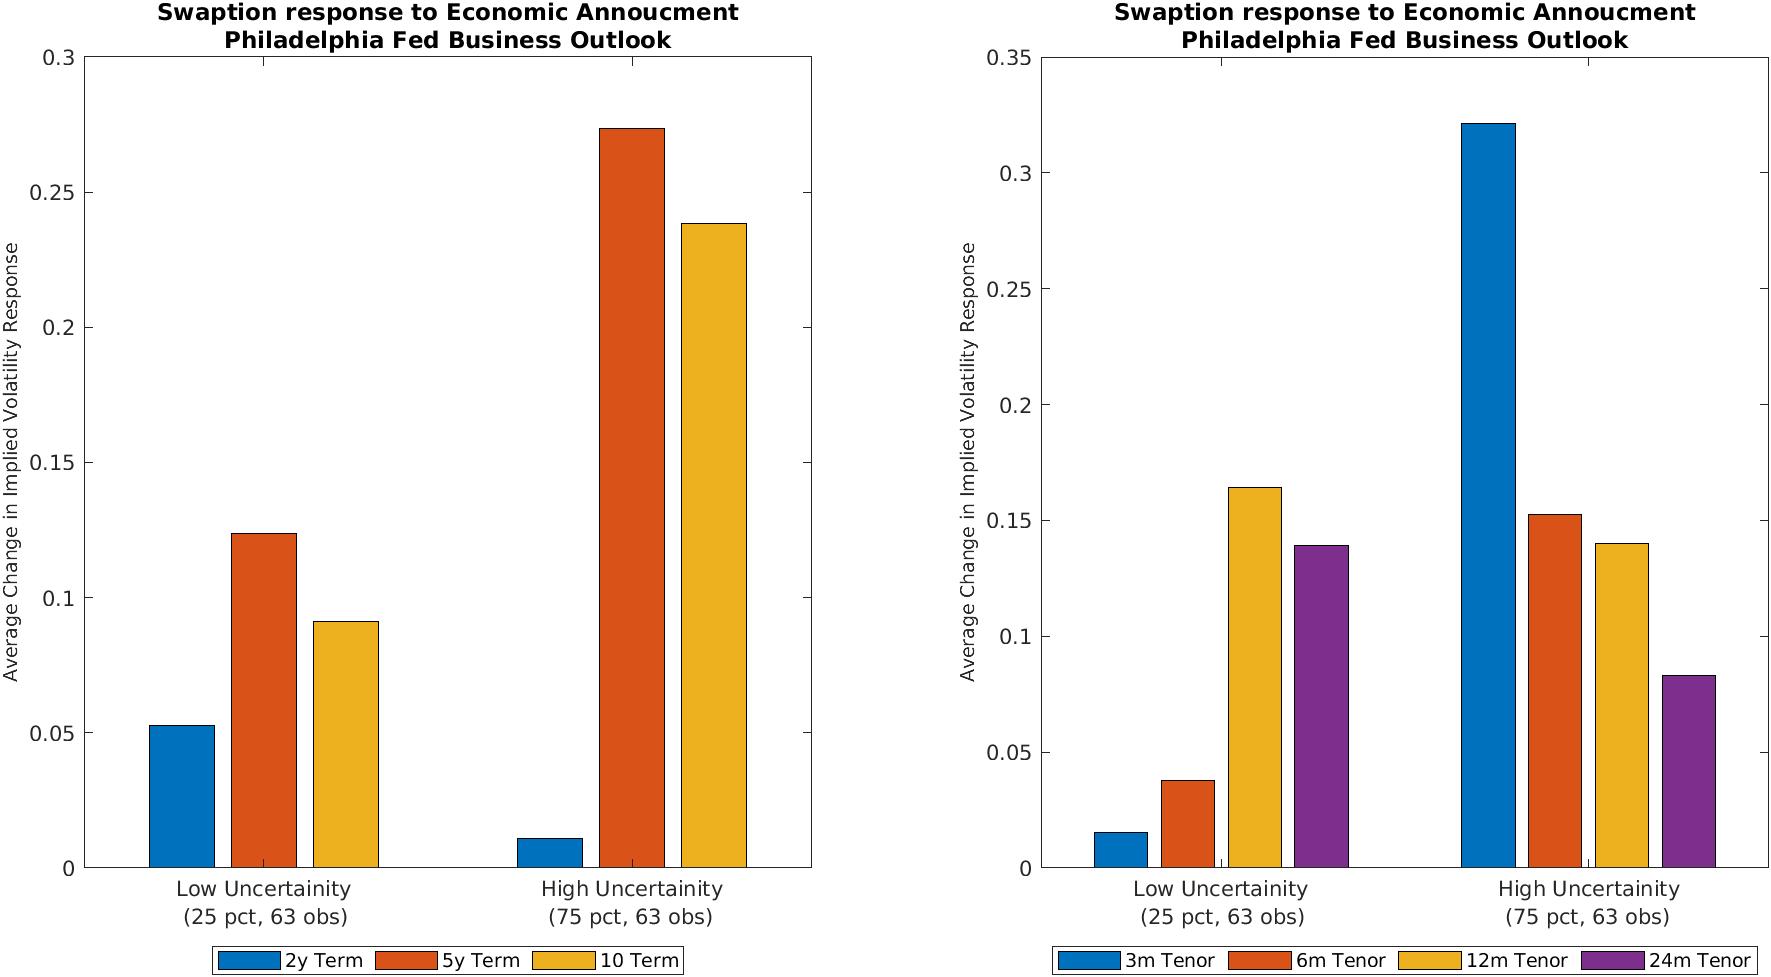 Swaption response to Economic Annoucment
Philadelphia Fed Business Outlook
0.3
0.25
0.2
0.15
0.1
0.05
0
Average Change in Implied Volatility Response
Low Uncertainity
(25 pct, 63 obs)
High Uncertainity
(75 pct, 63 obs)
2y Term 5y Term 10 Term
Swaption response to Economic Annoucment
Philadelphia Fed Business Outlook
0.35
0.3
0.25
0.2
0.15
0.1
0.05
0
Average Change in Implied Volatility Response
Low Uncertainity
(25 pct, 63 obs)
High Uncertainity
(75 pct, 63 obs)
3m Tenor 6m Tenor 12m Tenor 24m Tenor